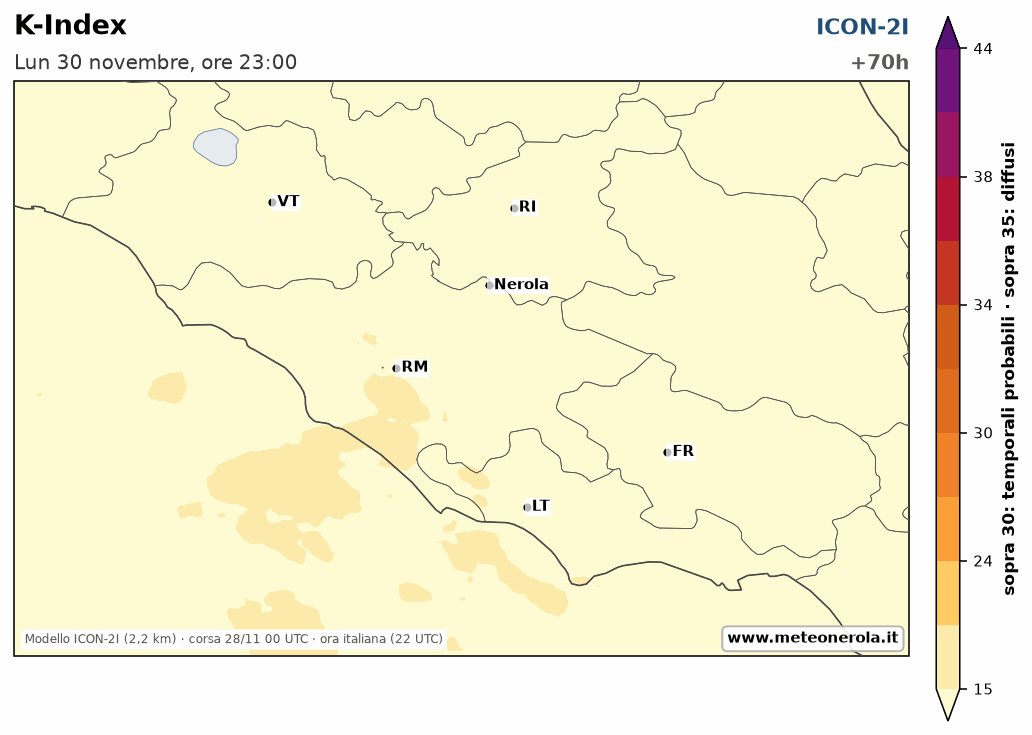 K-Index
ICON-2I
Lun 30 novembre, ore 23:00
+70h
44
38
34
30
24
15
sopra 30: temporali probabili · sopra 35: diffusi
VT
RI
Nerola
RM
FR
LT
Modello ICON-2I (2,2 km) · corsa 28/11 00 UTC · ora italiana (22 UTC)
www.meteonerola.it